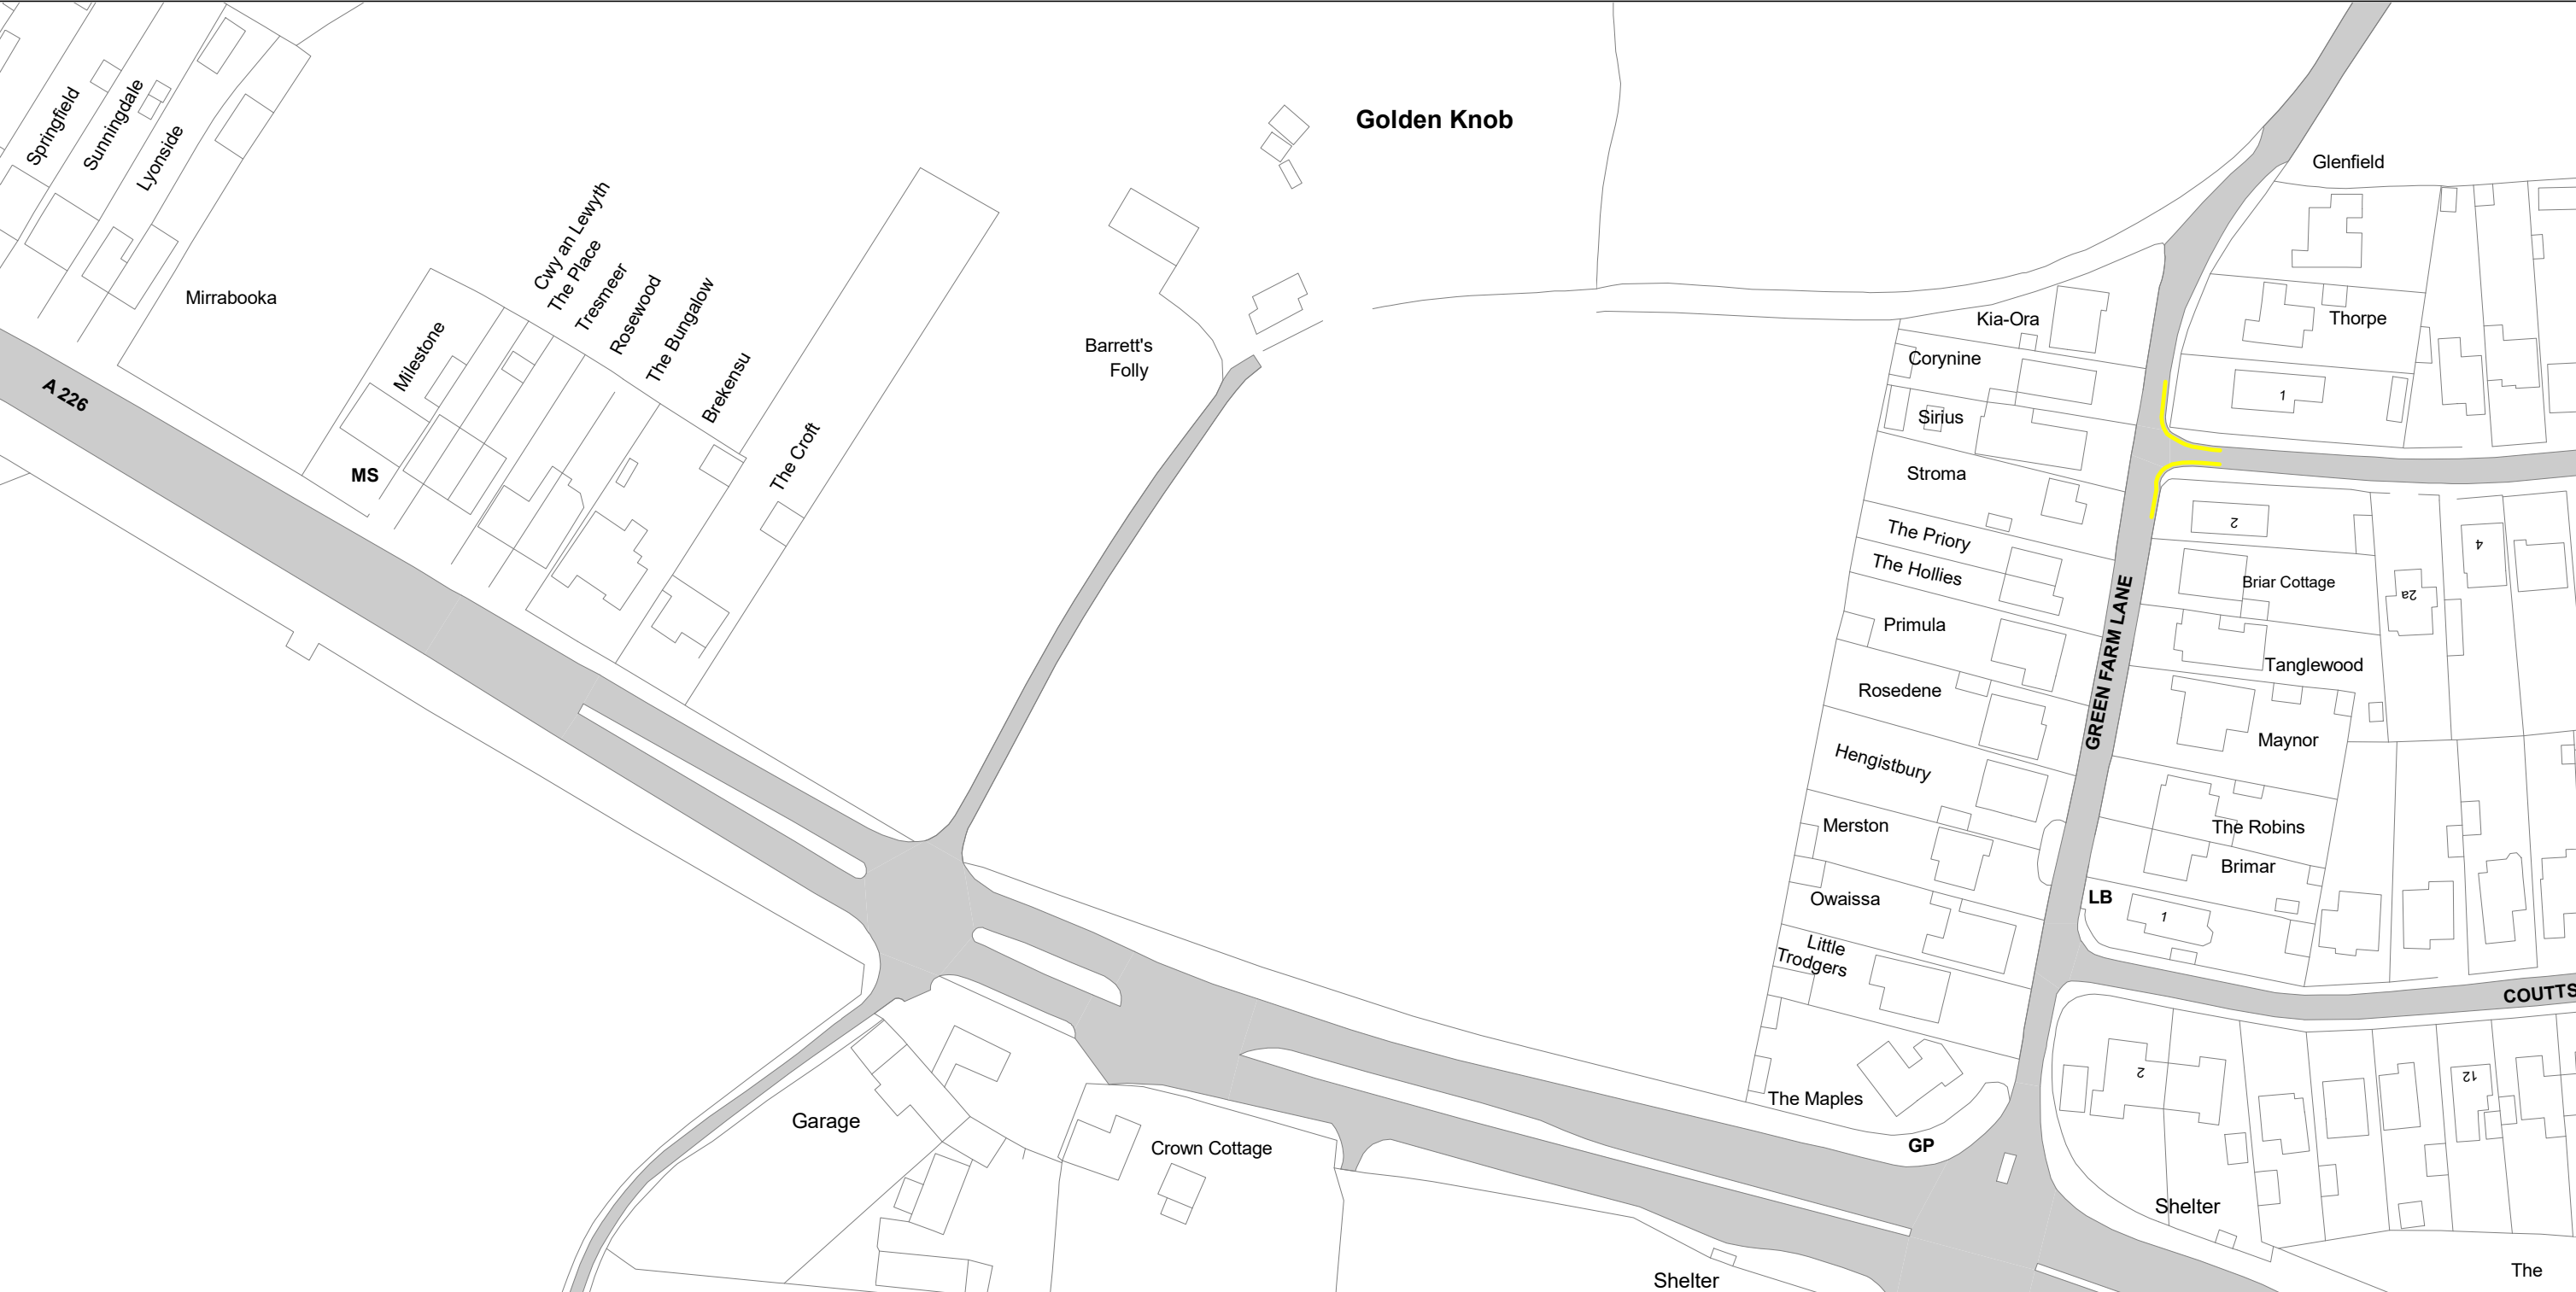 Golden Knob
Springfield
Sunningdale
Lyonside
Mirrabooka
A 226
Milestone
MS
Cwy an Lewyth
The Place
Tresmeer
Rosewood
The Bungalow
Brekensu
The Croft
Barrett's
Folly
Glenfield
Thorpe
1
Kia-Ora
Corynine
Sirius
Stroma
The Priory
The Hollies
Primula
Rosedene
Hengistbury
Merston
Owaissa
Little
Trodgers
The Maples
GP
GREEN FARM LANE
2
4
2a
Briar Cottage
Tanglewood
Maynor
The Robins
Brimar
LB
1
COUTTS
2
12
Garage
Crown Cottage
Shelter
Shelter
The